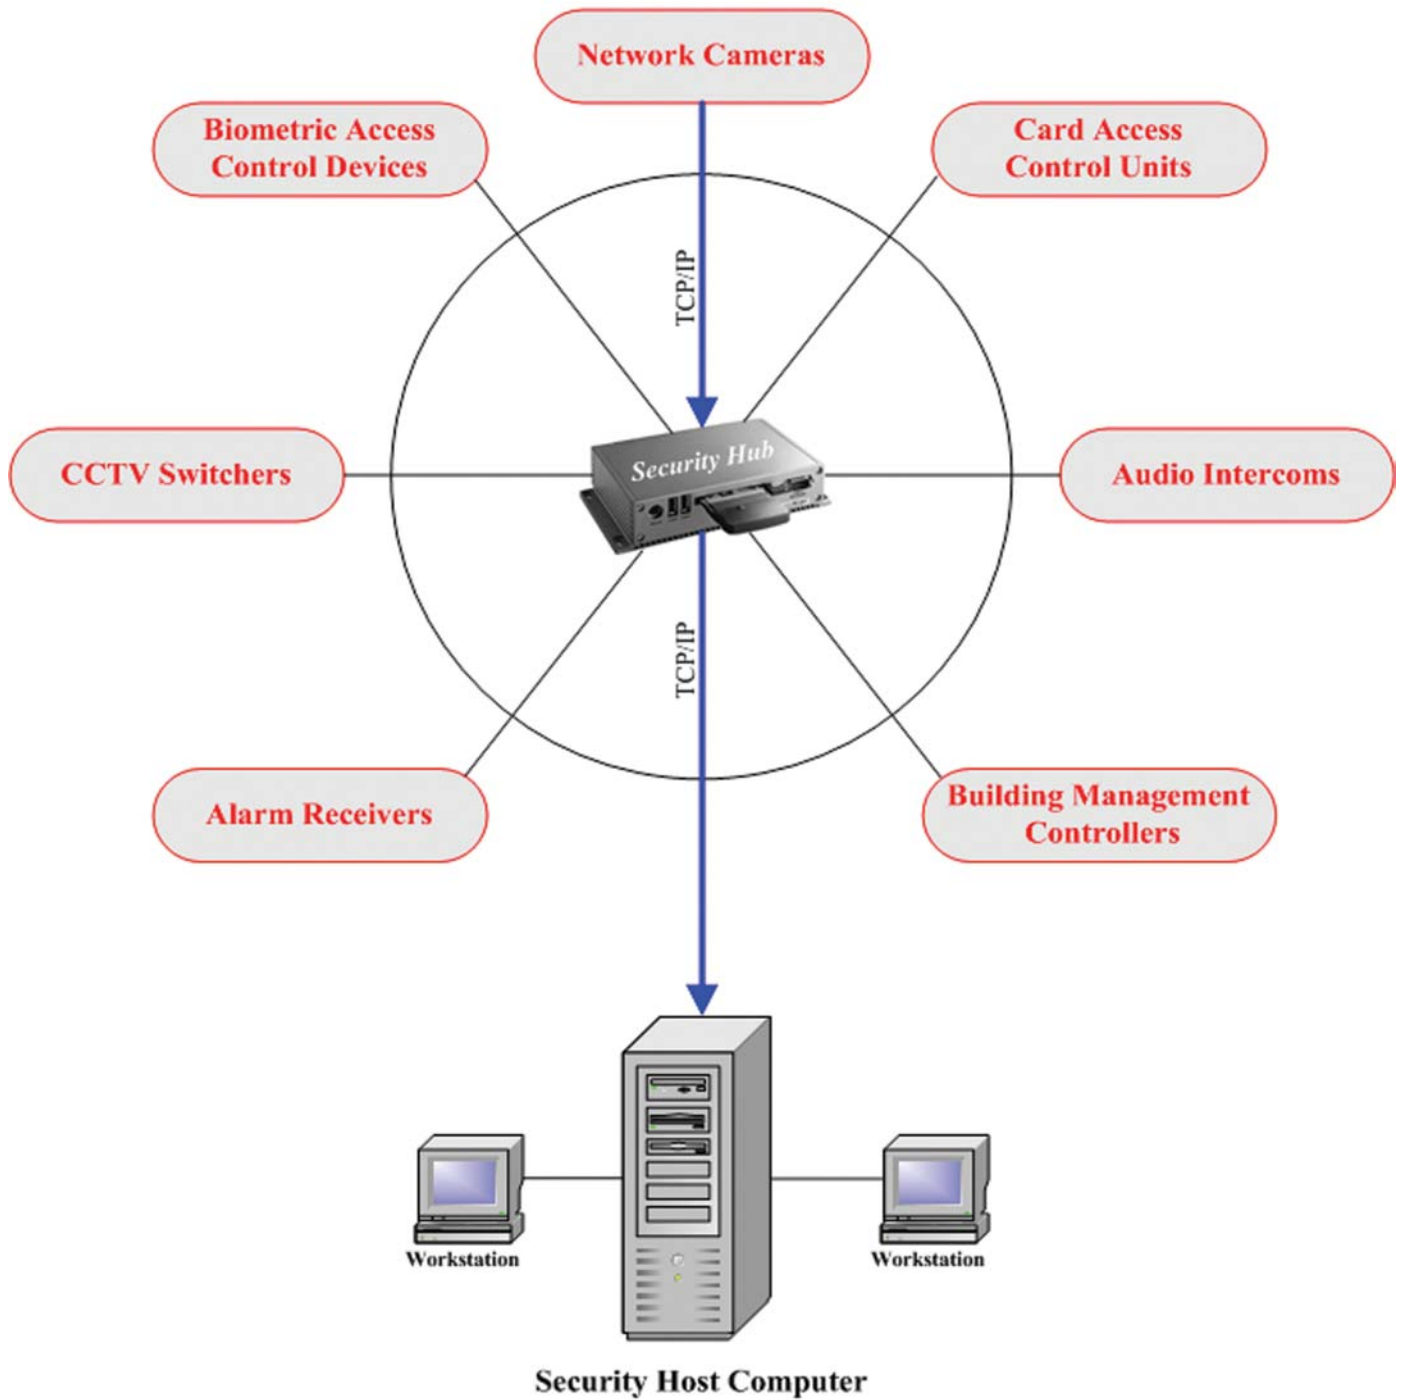 Network Cameras
Biometric Access
Control Devices
Card Access
Control Units
TCP/IP
CCTV Switchers
Security Hub
Audio Intercoms
TCP/IP
Alarm Receivers
Building Management
Controllers
Workstation
Workstation
Security Host Computer